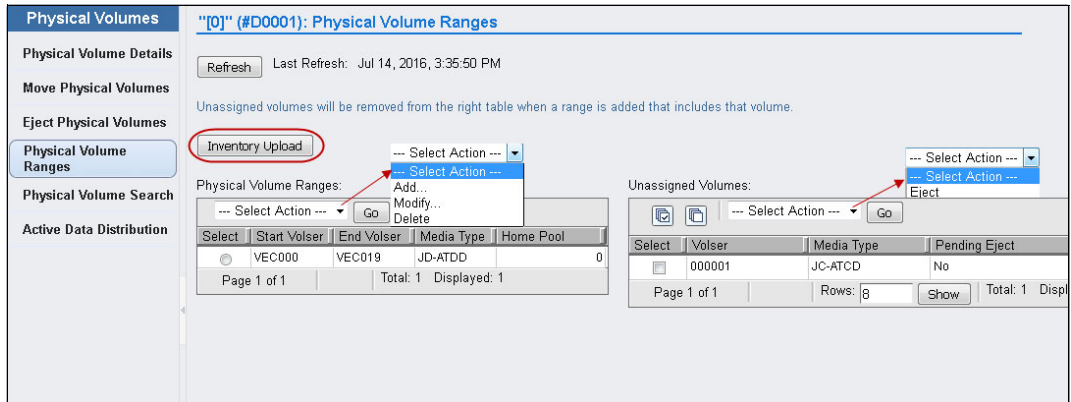 Physical Volumes
Physical Volume Details
Move Physical Volumes
Eject Physical Volumes
Physical Volume
Ranges
Physical Volume Search
Active Data Distribution
"[0]" (#D0001): Physical Volume Ranges
Refresh Last Refresh: Jul 14, 2016, 3:35:50 PM
Unassigned volumes will be removed from the right table when a range is added that includes that volume.
Inventory Upload
--- Select Action ---
--- Select Action ---
Add...
Modify...
Delete
Physical Volume Ranges:
--- Select Action --- Go
Select Start Volser End Volser Media Type Home Pool
VEC000 VEC019 JD-ATDD 0
Page 1 of 1 Total: 1 Displayed: 1
--- Select Action ---
--- Select Action ---
Eject
Unassigned Volumes:
--- Select Action --- Go
Select Volser Media Type Pending Eject
000001 JC-ATCD No
Page 1 of 1 Rows: 8 Show Total: 1 Displ